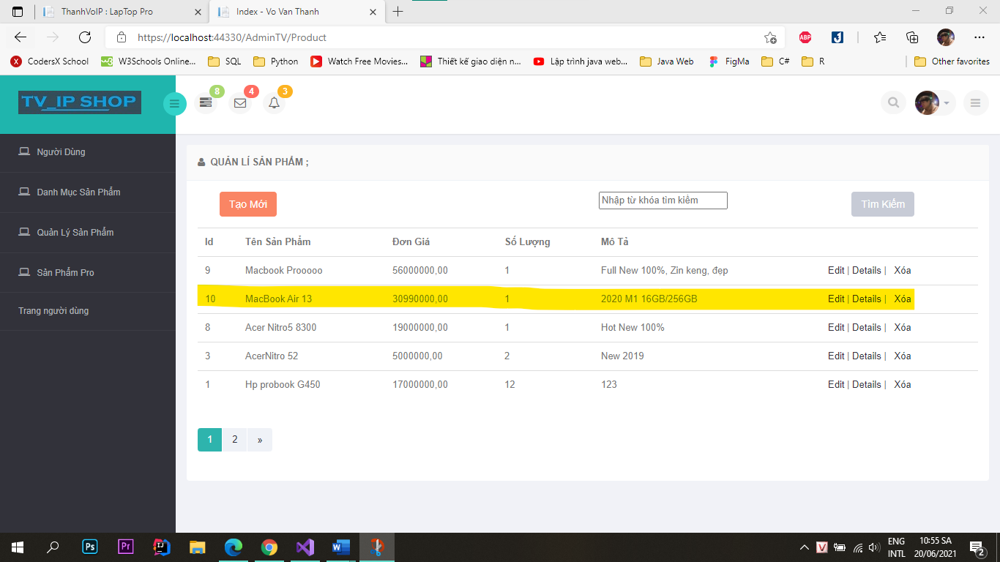 ThanhVoIP : LapTop Pro
Index - Vo Van Thanh
https://localhost:44330/AdminTV/Product
ABP
CodersX School
W3Schools Online...
SQL
Python
Watch Free Movies...
Thiết kế giao diện n...
Lập trình java web...
Java Web
FigMa
C#
R
Other favorites
TV_IP SHOP
8
4
3
Người Dùng
Danh Mục Sản Phẩm
Quản Lý Sản Phẩm
Sản Phẩm Pro
Trang người dùng
QUẢN LÍ SẢN PHẨM ;
Tạo Mới
Nhập từ khóa tìm kiếm
Tìm Kiếm
Id Tên Sản Phẩm Đơn Giá Số Lượng Mô Tả
9 Macbook Prooooo 56000000,00 1 Full New 100%, Zin keng, đẹp Edit | Details | Xóa
10 MacBook Air 13 30990000,00 1 2020 M1 16GB/256GB Edit | Details | Xóa
8 Acer Nitro5 8300 19000000,00 1 Hot New 100% Edit | Details | Xóa
3 AcerNitro 52 5000000,00 2 New 2019 Edit | Details | Xóa
1 Hp probook G450 17000000,00 12 123 Edit | Details | Xóa
1 2 »
Ps
Pr
IJ
W
V
ENG
INTL
10:55 SA
20/06/2021
2